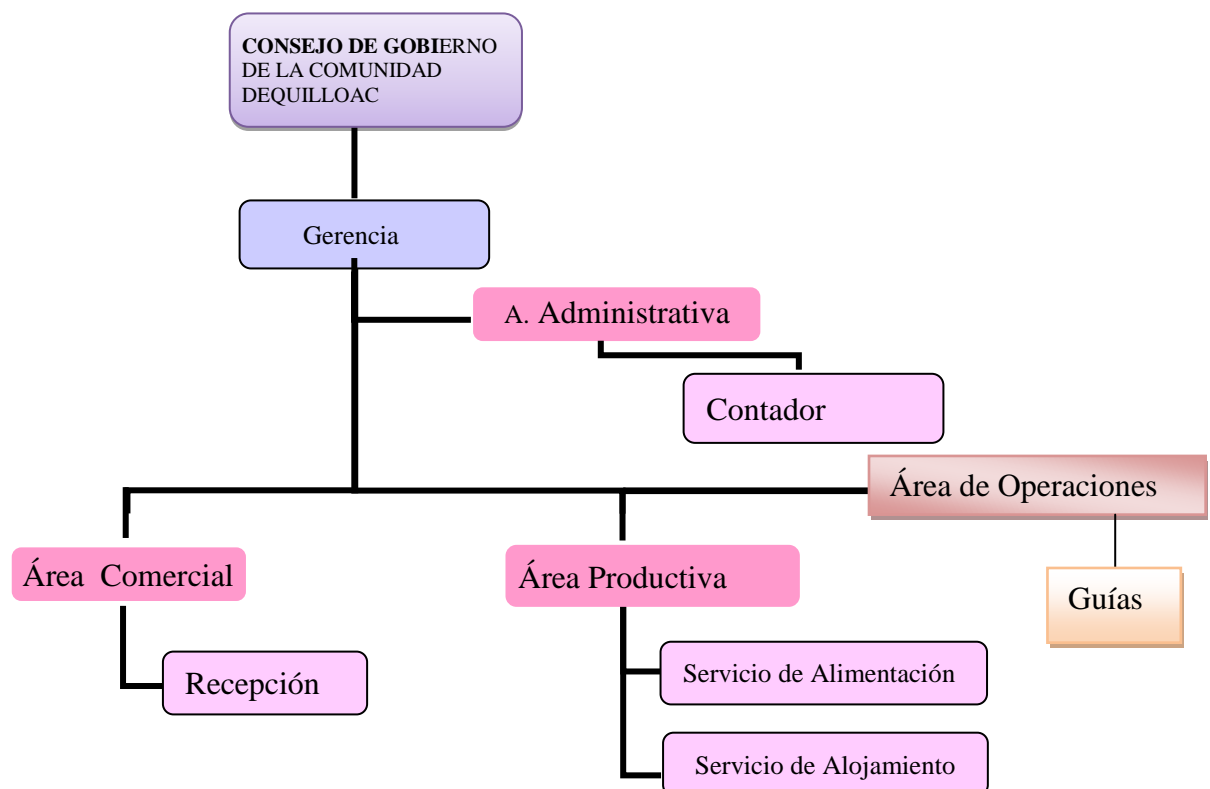 CONSEJO DE GOBIERNO
DE LA COMUNIDAD
DEQUILLOAC
Gerencia
A. Administrativa
Contador
Área de Operaciones
Área Comercial
Área Productiva
Guías
Recepción
Servicio de Alimentación
Servicio de Alojamiento